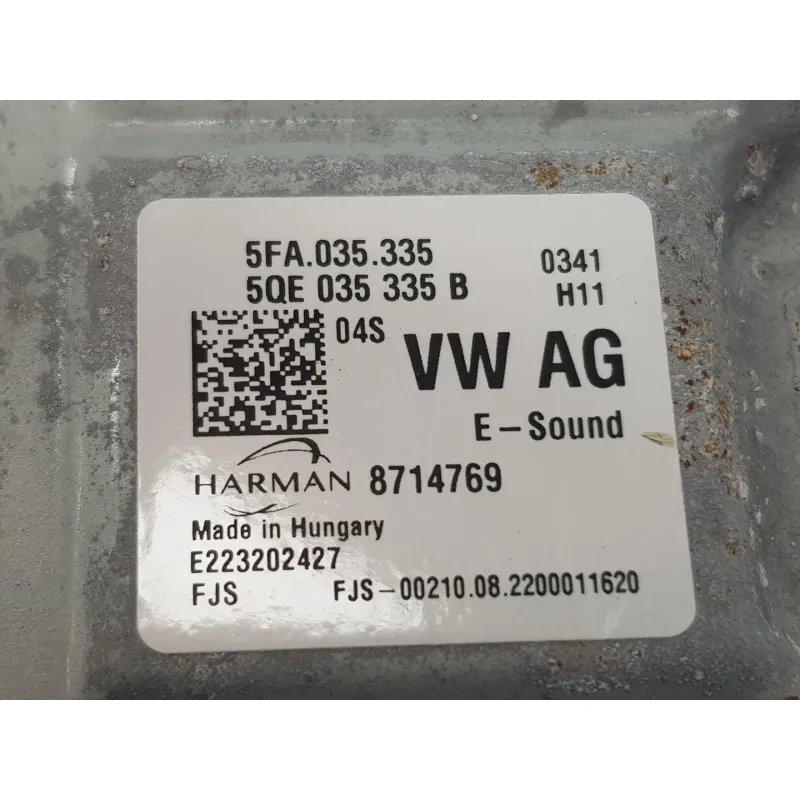 5FA.035.335 0341
5QE 035 335 B H11
04S VW AG
E-Sound
HARMAN 8714769
Made in Hungary
E223202427
FJS FJS-00210.08.2200011620